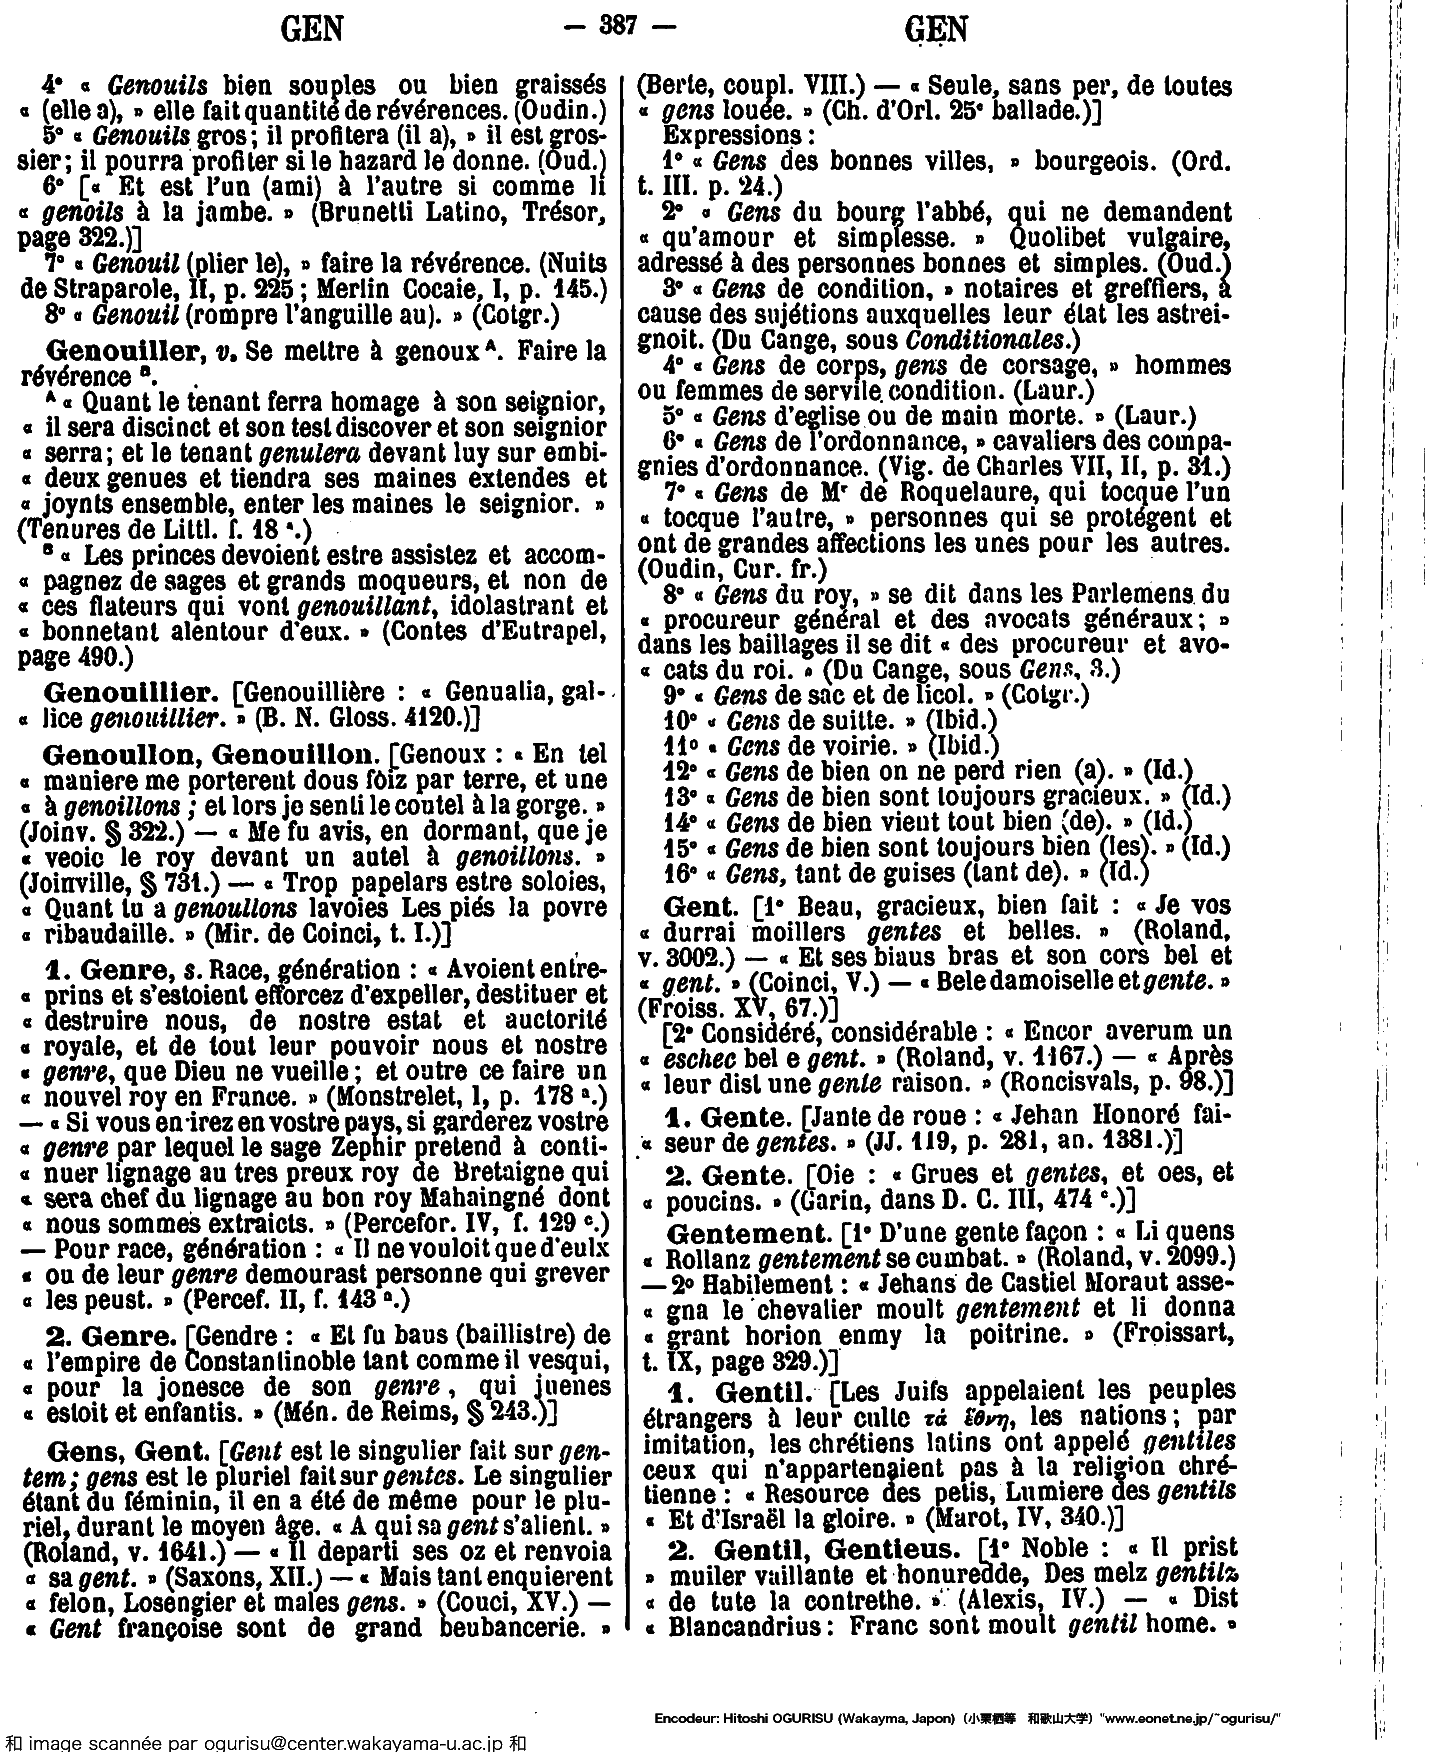 GEN — 387 — GEN
4° « Genouils bien souples ou bien graissés
« (elle a), » elle fait quantité de révérences. (Oudin.)
5° « Genouils gros ; il profitera (il a), » il est gros-
sier ; il pourra profiter si le hazard le donne. (Oud.)
6° [« Et est l'un (ami) à l'autre si comme li
« genoils à la jambe. » (Brunetti Latino, Trésor,
page 322.)]
7° « Genouil (plier le), » faire la révérence. (Nuits
de Straparole, II, p. 225 ; Merlin Cocaie, I, p. 145.)
8° « Genouil (rompre l'anguille au). » (Cotgr.)
Genouiller, v. Se mettre à genoux ᴬ. Faire la
révérence ᴮ.
ᴬ « Quant le tenant ferra homage à son seignior,
« il sera discinct et son test discover et son seignior
« serra ; et le tenant genulera devant luy sur embi-
« deux genues et tiendra ses maines extendes et
« joynts ensemble, enter les maines le seignior. »
(Tenures de Littl. f. 18 ᵃ.)
ᴮ « Les princes devoient estre assistez et accom-
« pagnez de sages et grands moqueurs, et non de
« ces flateurs qui vont genouillant, idolastrant et
« bonnetant alentour d'eux. » (Contes d'Eutrapel,
page 490.)
Genouillier. [Genouillière : « Genualia, gal-
« lice genouillier. » (B. N. Gloss. 4120.)]
Genoullon, Genouillon. [Genoux : « En tel
« maniere me porterent dous foiz par terre, et une
« à genoillons ; et lors je senti le coutel à la gorge. »
(Joinv. § 322.) — « Me fu avis, en dormant, que je
« veoic le roy devant un autel à genoillons. »
(Joinville, § 731.) — « Trop papelars estre soloies,
« Quant tu a genoullons lavoies Les piés la povre
« ribaudaille. » (Mir. de Coinci, t. I.)]
1. Genre, s. Race, génération : « Avoient entre-
« prins et s'estoient efforcez d'expeller, destituer et
« destruire nous, de nostre estat et auctorité
« royale, et de tout leur pouvoir nous et nostre
« genre, que Dieu ne vueille ; et outre ce faire un
« nouvel roy en France. » (Monstrelet, I, p. 178 ᵃ.)
— « Si vous en irez en vostre pays, si garderez vostre
« genre par lequel le sage Zephir pretend à conti-
« nuer lignage au tres preux roy de Bretaigne qui
« sera chef du lignage au bon roy Mahaingné dont
« nous sommes extraicts. » (Percefor. IV, f. 129 ᶜ.)
— Pour race, génération : « Il ne vouloit que d'eulx
« ou de leur genre demourast personne qui grever
« les peust. » (Percef. II, f. 143 ᵃ.)
2. Genre. [Gendre : « Et fu baus (baillistre) de
« l'empire de Constantinoble tant comme il vesqui,
« pour la jonesce de son genre, qui juenes
« estoit et enfantis. » (Mén. de Reims, § 243.)]
Gens, Gent. [Gent est le singulier fait sur gen-
tem ; gens est le pluriel fait sur gentes. Le singulier
étant du féminin, il en a été de même pour le plu-
riel, durant le moyen âge. « A qui sa gent s'alient. »
(Roland, v. 1641.) — « Il departi ses oz et renvoia
« sa gent. » (Saxons, XII.) — « Mais tant enquierent
« felon, Losengier et males gens. » (Couci, XV.) —
« Gent françoise sont de grand beubancerie. »
(Berte, coupl. VIII.) — « Seule, sans per, de toutes
« gens louée. » (Ch. d'Orl. 25° ballade.)]
Expressions :
1° « Gens des bonnes villes, » bourgeois. (Ord.
t. III. p. 24.)
2° « Gens du bourg l'abbé, qui ne demandent
« qu'amour et simplesse. » Quolibet vulgaire,
adressé à des personnes bonnes et simples. (Oud.)
3° « Gens de condition, » notaires et greffiers, à
cause des sujétions auxquelles leur état les astrei-
gnoit. (Du Cange, sous Conditionales.)
4° « Gens de corps, gens de corsage, » hommes
ou femmes de servile condition. (Laur.)
5° « Gens d'eglise ou de main morte. » (Laur.)
6° « Gens de l'ordonnance, » cavaliers des compa-
gnies d'ordonnance. (Vig. de Charles VII, II, p. 31.)
7° « Gens de Mʳ de Roquelaure, qui tocque l'un
« tocque l'autre, » personnes qui se protégent et
ont de grandes affections les unes pour les autres.
(Oudin, Cur. fr.)
8° « Gens du roy, » se dit dans les Parlemens du
« procureur général et des avocats généraux ; »
dans les baillages il se dit « des procureur et avo-
« cats du roi. » (Du Cange, sous Gens, 3.)
9° « Gens de sac et de licol. » (Cotgr.)
10° « Gens de suitte. » (Ibid.)
11° « Gens de voirie. » (Ibid.)
12° « Gens de bien on ne perd rien (a). » (Id.)
13° « Gens de bien sont toujours gracieux. » (Id.)
14° « Gens de bien vient tout bien (de). » (Id.)
15° « Gens de bien sont toujours bien (les). » (Id.)
16° « Gens, tant de guises (tant de). » (Id.)
Gent. [1° Beau, gracieux, bien fait : « Je vos
« durrai moillers gentes et belles. » (Roland,
v. 3002.) — « Et ses biaus bras et son cors bel et
« gent. » (Coinci, V.) — « Bele damoiselle et gente. »
(Froiss. XV, 67.)]
[2° Considéré, considérable : « Encor averum un
« eschec bel e gent. » (Roland, v. 1167.) — « Après
« leur dist une gente raison. » (Roncisvals, p. 98.)]
1. Gente. [Jante de roue : « Jehan Honoré fai-
« seur de gentes. » (JJ. 119, p. 281, an. 1381.)]
2. Gente. [Oie : « Grues et gentes, et oes, et
« poucins. » (Garin, dans D. C. III, 474 ᶜ.)]
Gentement. [1° D'une gente façon : « Li quens
« Rollanz gentement se cumbat. » (Roland, v. 2099.)
— 2° Habilement : « Jehans de Castiel Moraut asse-
« gna le chevalier moult gentement et li donna
« grant horion enmy la poitrine. » (Froissart,
t. IX, page 329.)]
1. Gentil. [Les Juifs appelaient les peuples
étrangers à leur culte τά ἔθνη, les nations ; par
imitation, les chrétiens latins ont appelé gentiles
ceux qui n'appartenaient pas à la religion chré-
tienne : « Resource des petis, Lumiere des gentils
« Et d'Israël la gloire. » (Marot, IV, 340.)]
2. Gentil, Gentieus. [1° Noble : « Il prist
» muiler vaillante et honuredde, Des melz gentilz
« de tute la contrethe. » (Alexis, IV.) — « Dist
« Blancandrius : Franc sont moult gentil home. »
Encodeur: Hitoshi OGURISU (Wakayma, Japon) (小栗栖等 和歌山大学) "www.eonet.ne.jp/~ogurisu/"
和 image scannée par ogurisu@center.wakayama-u.ac.jp 和